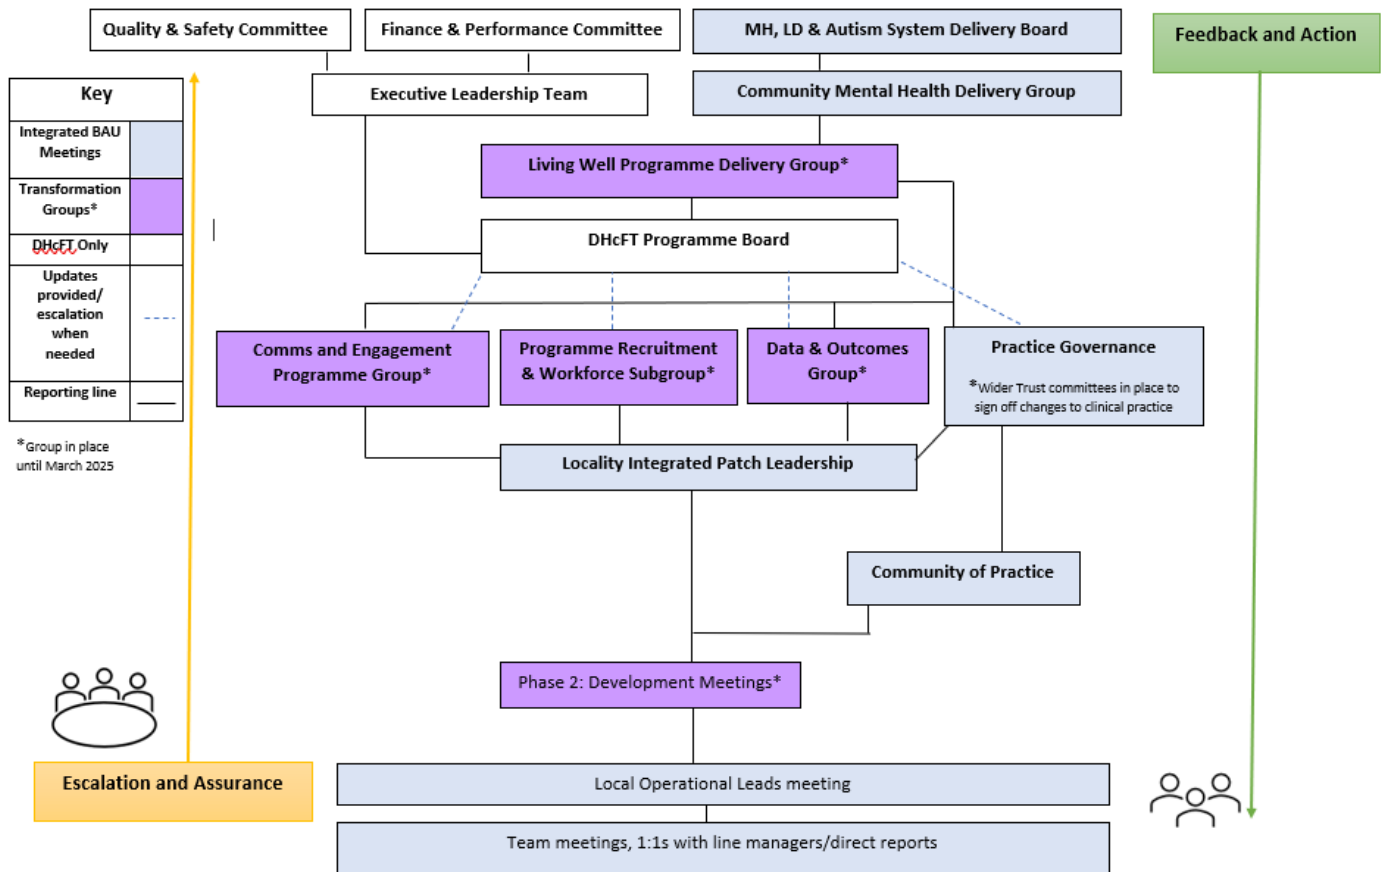 Quality & Safety Committee
Finance & Performance Committee
MH, LD & Autism System Delivery Board
Feedback and Action
Executive Leadership Team
Community Mental Health Delivery Group
Key
Integrated BAU
Meetings
Transformation
Groups*
DHcFT Only
Updates
provided/
escalation
when
needed
Reporting line
*Group in place
until March 2025
Living Well Programme Delivery Group*
DHcFT Programme Board
Comms and Engagement
Programme Group*
Programme Recruitment
& Workforce Subgroup*
Data & Outcomes
Group*
Practice Governance
*Wider Trust committees in place to
sign off changes to clinical practice
Locality Integrated Patch Leadership
Community of Practice
Phase 2: Development Meetings*
Escalation and Assurance
Local Operational Leads meeting
Team meetings, 1:1s with line managers/direct reports